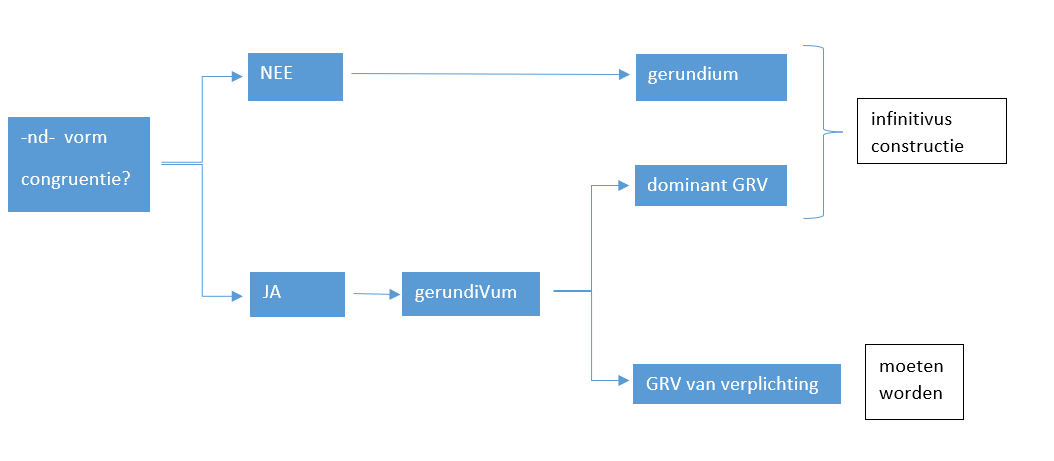 -nd- vorm
congruentie?
NEE
gerundium
infinitivus
constructie
dominant GRV
JA
gerundiVum
GRV van verplichting
moeten
worden